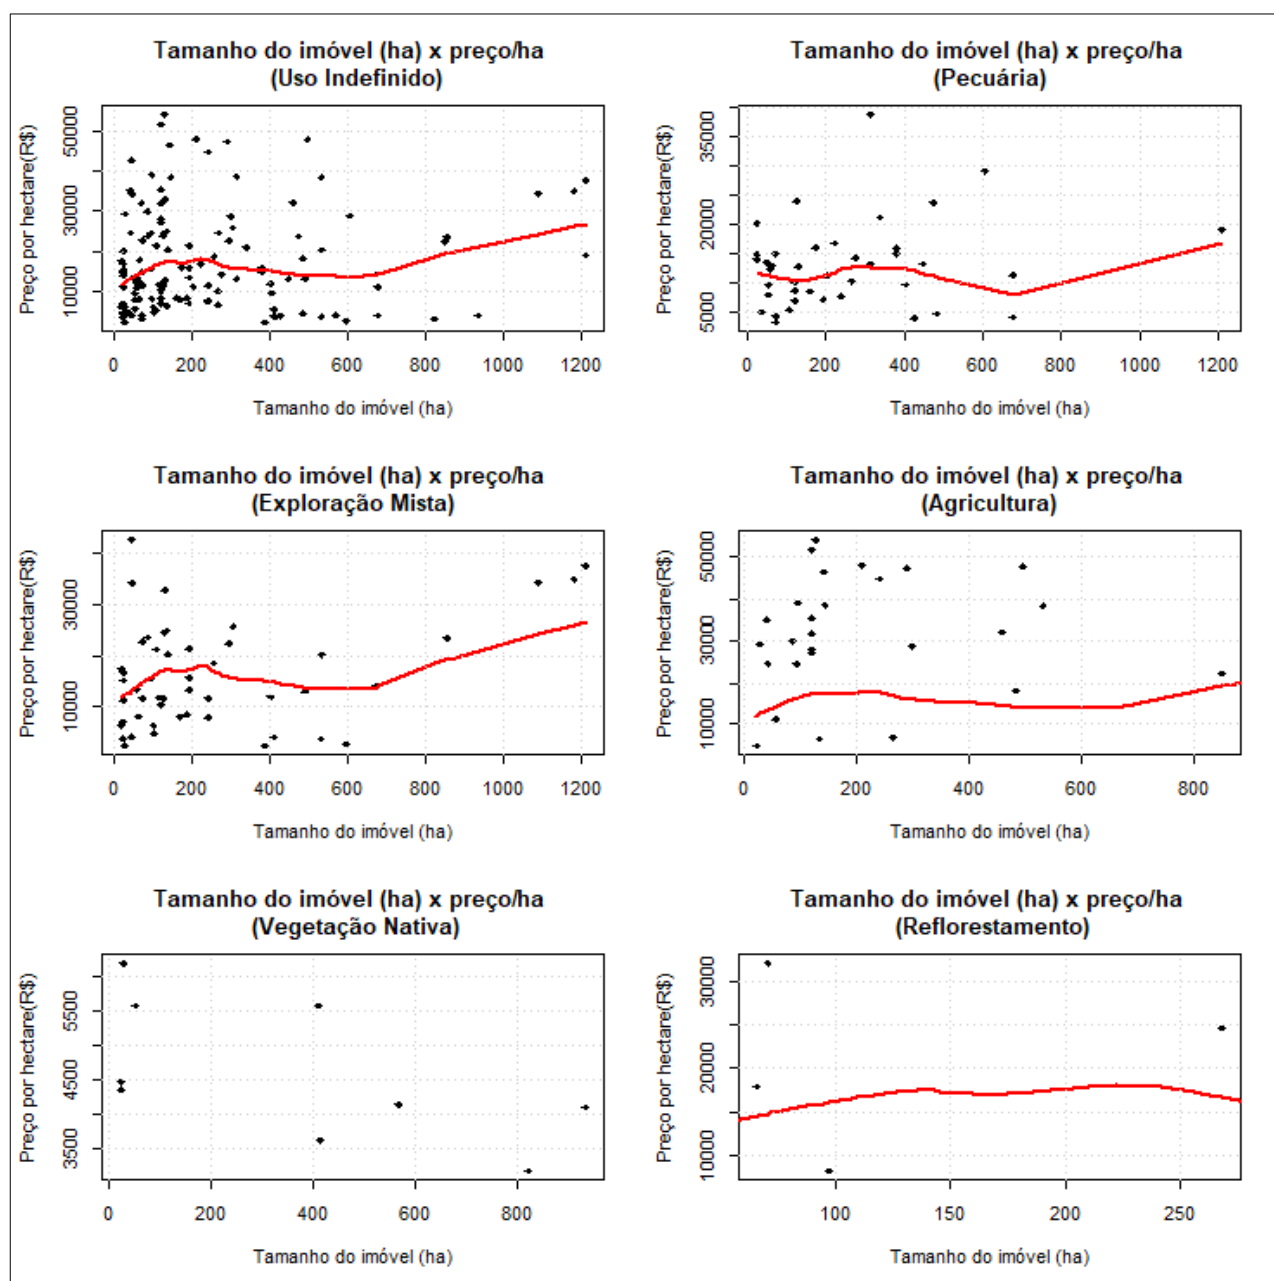 Tamanho do imóvel (ha) x preço/ha
(Uso Indefinido)
Preço por hectare(R$)
50000
30000
10000
0 200 400 600 800 1000 1200
Tamanho do imóvel (ha)
Tamanho do imóvel (ha) x preço/ha
(Pecuária)
Preço por hectare(R$)
35000
20000
5000
0 200 400 600 800 1000 1200
Tamanho do imóvel (ha)
Tamanho do imóvel (ha) x preço/ha
(Exploração Mista)
Preço por hectare(R$)
30000
10000
0 200 400 600 800 1000 1200
Tamanho do imóvel (ha)
Tamanho do imóvel (ha) x preço/ha
(Agricultura)
Preço por hectare(R$)
50000
30000
10000
0 200 400 600 800
Tamanho do imóvel (ha)
Tamanho do imóvel (ha) x preço/ha
(Vegetação Nativa)
Preço por hectare(R$)
5500
4500
3500
0 200 400 600 800
Tamanho do imóvel (ha)
Tamanho do imóvel (ha) x preço/ha
(Reflorestamento)
Preço por hectare(R$)
30000
20000
10000
100 150 200 250
Tamanho do imóvel (ha)